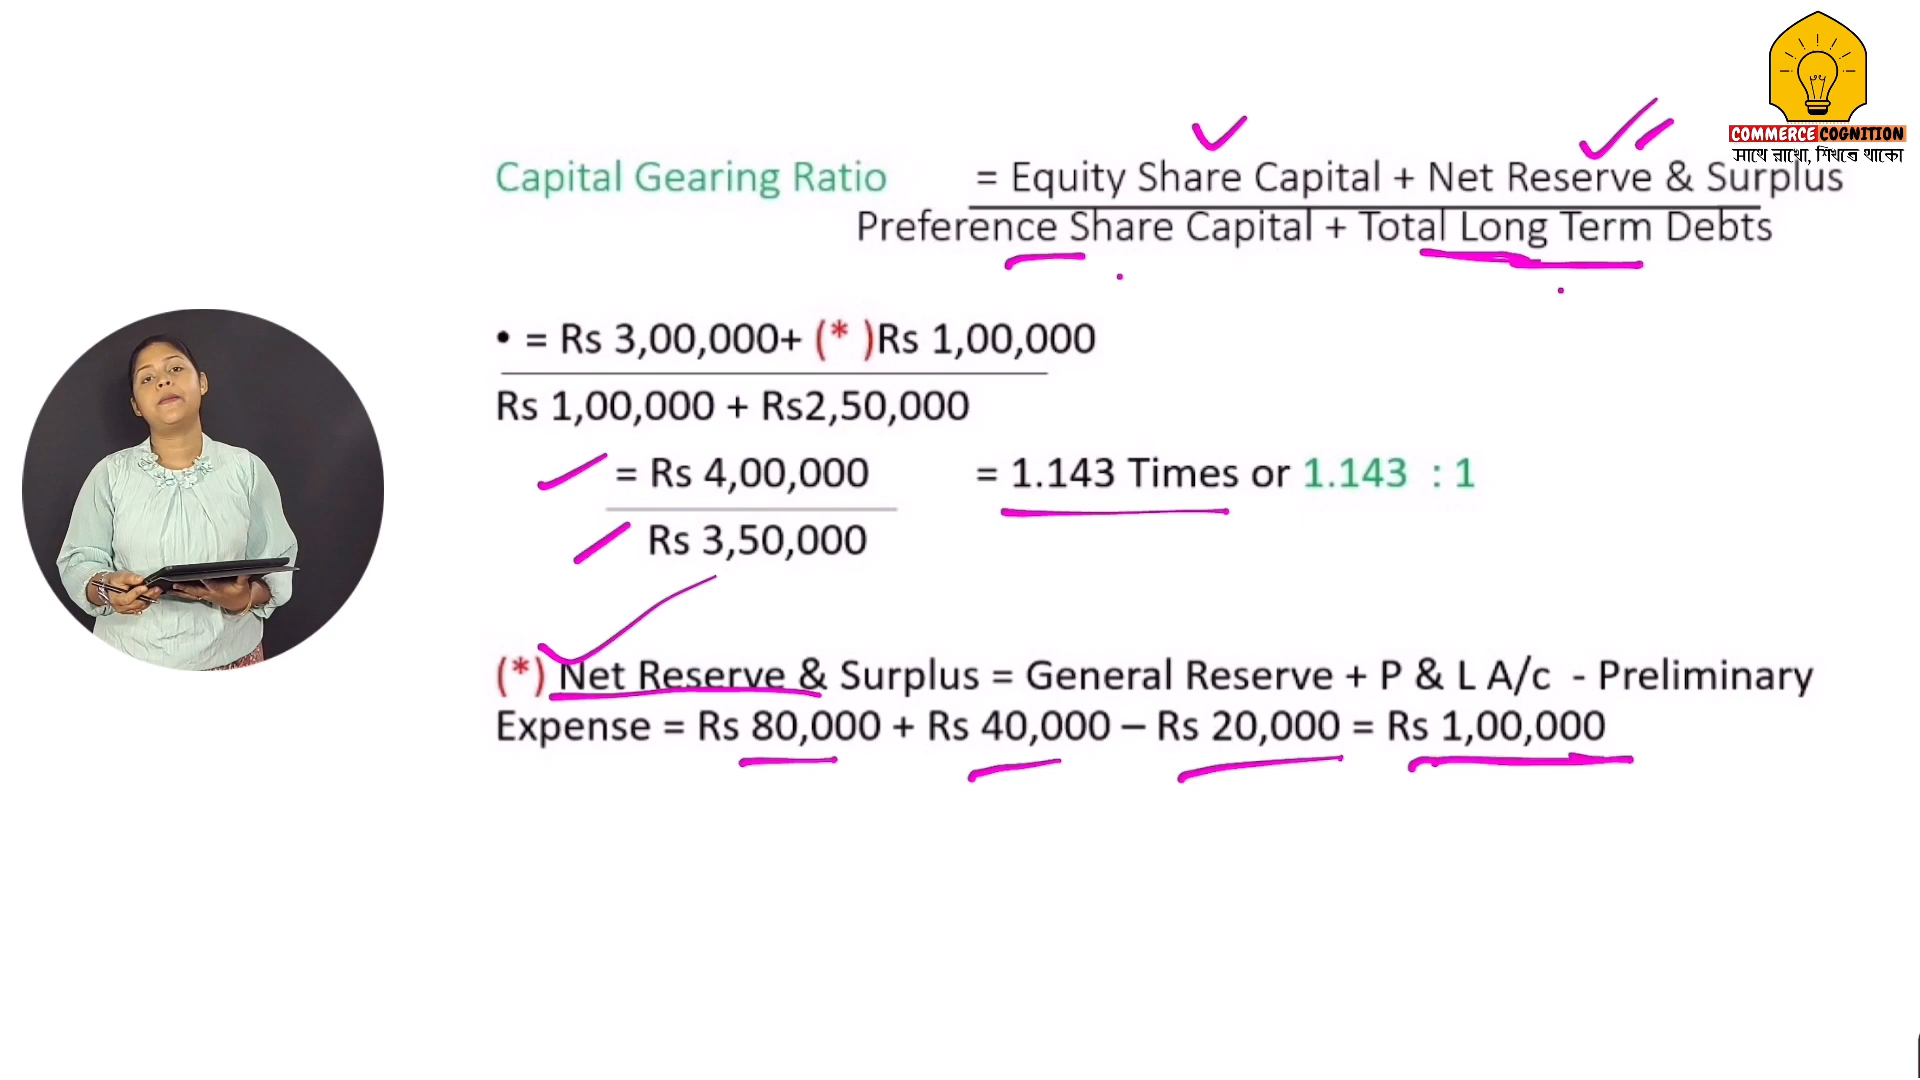 COMMERCE COGNITION
সাথে রাখো, শিখতে থাকো
Capital Gearing Ratio = Equity Share Capital + Net Reserve & Surplus
Preference Share Capital + Total Long Term Debts
• = Rs 3,00,000+ (* )Rs 1,00,000
Rs 1,00,000 + Rs2,50,000
= Rs 4,00,000 = 1.143 Times or 1.143 : 1
Rs 3,50,000
(*) Net Reserve & Surplus = General Reserve + P & L A/c - Preliminary
Expense = Rs 80,000 + Rs 40,000 – Rs 20,000 = Rs 1,00,000